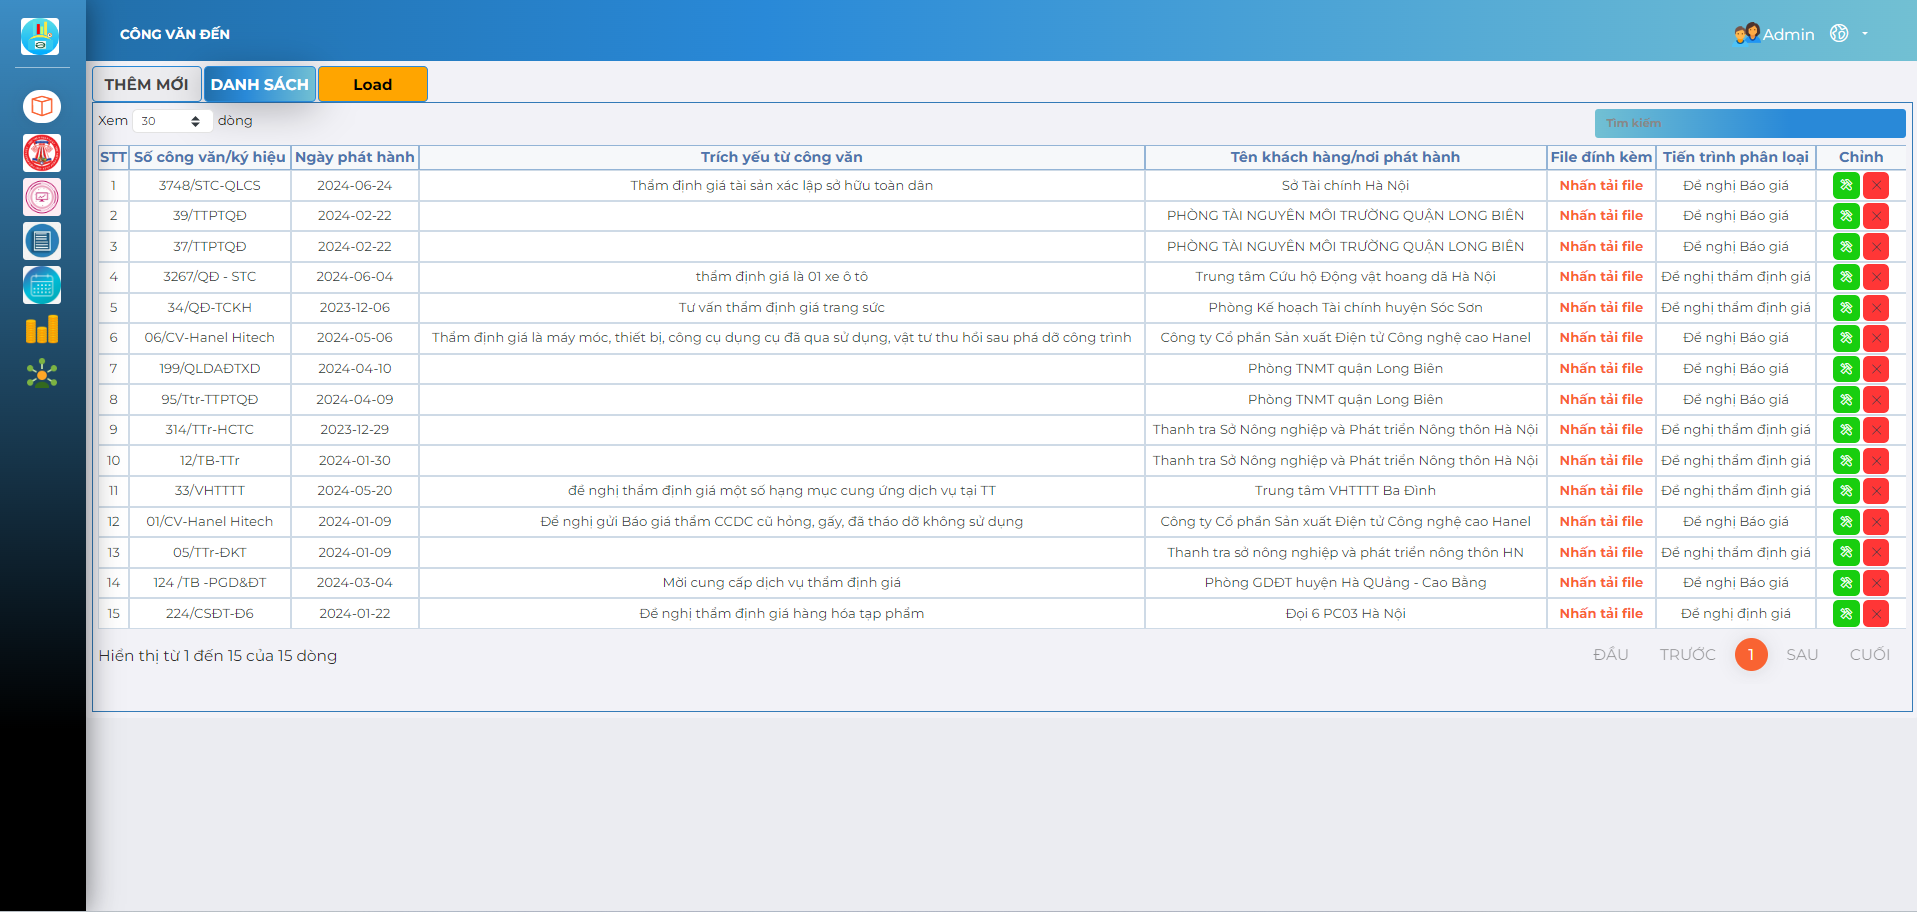 CÔNG VĂN ĐẾN
Admin
THÊM MỚI DANH SÁCH Load
Xem 30 dòng
Tìm kiếm
STT Số công văn/ký hiệu Ngày phát hành Trích yếu từ công văn Tên khách hàng/nơi phát hành File đính kèm Tiến trình phân loại Chỉnh
1 3748/STC-QLCS 2024-06-24 Thẩm định giá tài sản xác lập sở hữu toàn dân Sở Tài chính Hà Nội Nhấn tải file Đề nghị Báo giá
2 39/TTPTQĐ 2024-02-22 PHÒNG TÀI NGUYÊN MÔI TRƯỜNG QUẬN LONG BIÊN Nhấn tải file Đề nghị Báo giá
3 37/TTPTQĐ 2024-02-22 PHÒNG TÀI NGUYÊN MÔI TRƯỜNG QUẬN LONG BIÊN Nhấn tải file Đề nghị Báo giá
4 3267/QĐ - STC 2024-06-04 thẩm định giá là 01 xe ô tô Trung tâm Cứu hộ Động vật hoang dã Hà Nội Nhấn tải file Đề nghị thẩm định giá
5 34/QĐ-TCKH 2023-12-06 Tư vấn thẩm định giá trang sức Phòng Kế hoạch Tài chính huyện Sóc Sơn Nhấn tải file Đề nghị thẩm định giá
6 06/CV-Hanel Hitech 2024-05-06 Thẩm định giá là máy móc, thiết bị, công cụ dụng cụ đã qua sử dụng, vật tư thu hồi sau phá dỡ công trình Công ty Cổ phần Sản xuất Điện tử Công nghệ cao Hanel Nhấn tải file Đề nghị Báo giá
7 199/QLDAĐTXD 2024-04-10 Phòng TNMT quận Long Biên Nhấn tải file Đề nghị Báo giá
8 95/Ttr-TTPTQĐ 2024-04-09 Phòng TNMT quận Long Biên Nhấn tải file Đề nghị Báo giá
9 314/TTr-HCTC 2023-12-29 Thanh tra Sở Nông nghiệp và Phát triển Nông thôn Hà Nội Nhấn tải file Đề nghị thẩm định giá
10 12/TB-TTr 2024-01-30 Thanh tra Sở Nông nghiệp và Phát triển Nông thôn Hà Nội Nhấn tải file Đề nghị thẩm định giá
11 33/VHTTTT 2024-05-20 đề nghị thẩm định giá một số hạng mục cung ứng dịch vụ tại TT Trung tâm VHTTTT Ba Đình Nhấn tải file Đề nghị thẩm định giá
12 01/CV-Hanel Hitech 2024-01-09 Đề nghị gửi Báo giá thẩm CCDC cũ hỏng, gấy, đã tháo dỡ không sử dụng Công ty Cổ phần Sản xuất Điện tử Công nghệ cao Hanel Nhấn tải file Đề nghị Báo giá
13 05/TTr-ĐKT 2024-01-09 Thanh tra sở nông nghiệp và phát triển nông thôn HN Nhấn tải file Đề nghị thẩm định giá
14 124 /TB -PGD&ĐT 2024-03-04 Mời cung cấp dịch vụ thẩm định giá Phòng GDĐT huyện Hà QUảng - Cao Bằng Nhấn tải file Đề nghị Báo giá
15 224/CSĐT-Đ6 2024-01-22 Đề nghị thẩm định giá hàng hóa tạp phẩm Đọi 6 PC03 Hà Nội Nhấn tải file Đề nghị định giá
Hiển thị từ 1 đến 15 của 15 dòng
ĐẦU TRƯỚC 1 SAU CUỐI